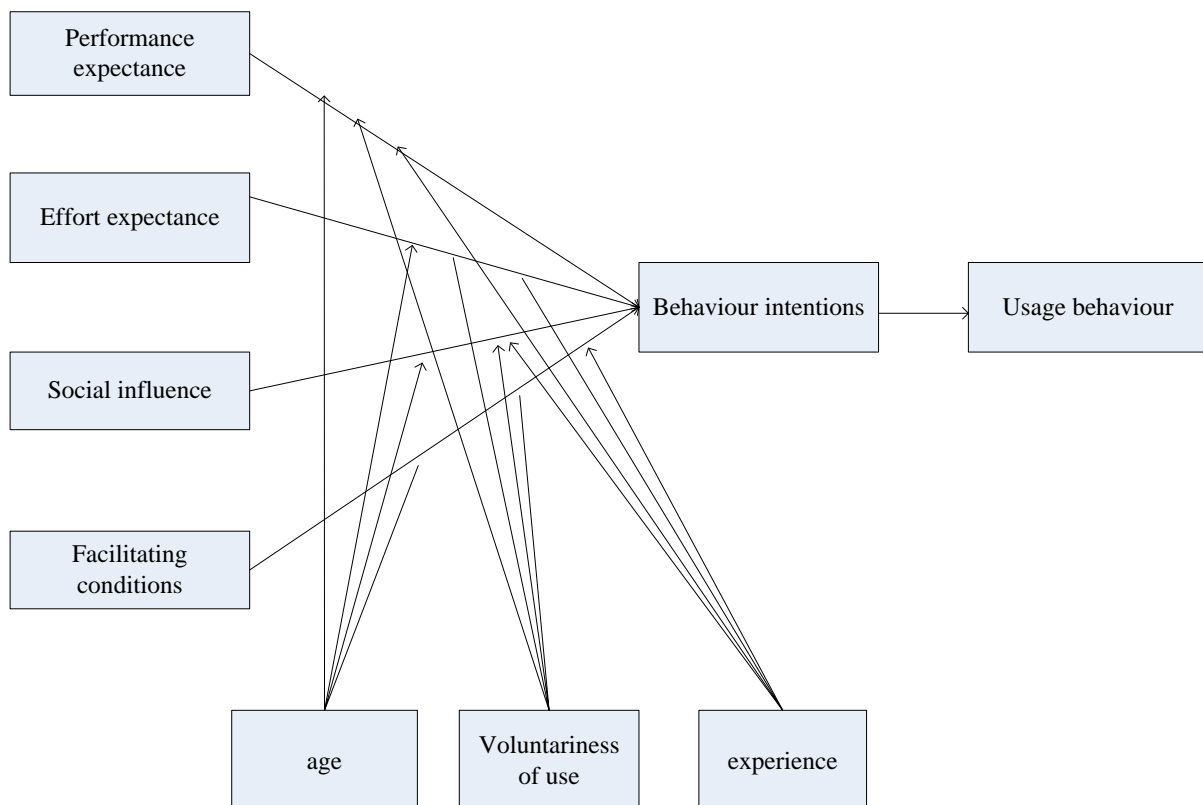 Performance
expectance
Effort expectance
Social influence
Facilitating
conditions
Behaviour intentions
Usage behaviour
age
Voluntariness
of use
experience